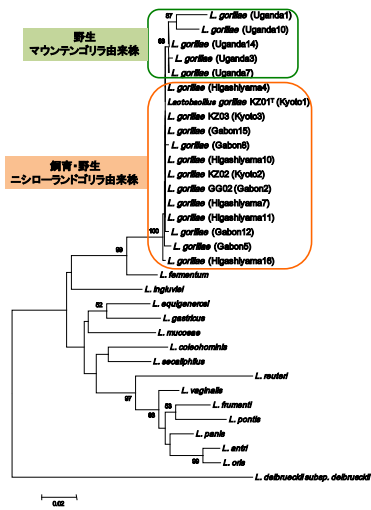 野生
マウンテンゴリラ由来株
飼育・野生
ニシローランドゴリラ由来株
57
L. gorillae (Uganda1)
L. gorillae (Uganda10)
L. gorillae (Uganda14)
L. gorillae (Uganda3)
L. gorillae (Uganda7)
L. gorillae (Higashiyama4)
Lactobacillus gorillae KZ01T (Kyoto1)
L. gorillae KZ03 (Kyoto3)
L. gorillae (Gabon15)
L. gorillae (Gabon6)
L. gorillae (Higashiyama10)
L. gorillae KZ02 (Kyoto2)
L. gorillae GG02 (Gabon2)
L. gorillae (Higashiyama7)
L. gorillae (Higashiyama11)
100
L. gorillae (Gabon12)
L. gorillae (Gabon5)
99
L. gorillae (Higashiyama16)
L. fermentum
L. ingluviei
52
L. equigenerosi
L. gastricus
L. mucosae
L. coleohominis
L. secaliphilus
L. reuteri
97
L. vaginalis
53
L. frumenti
L. pontis
L. panis
L. antri
99
L. oris
L. delbrueckii subsp. delbrueckii
0.02